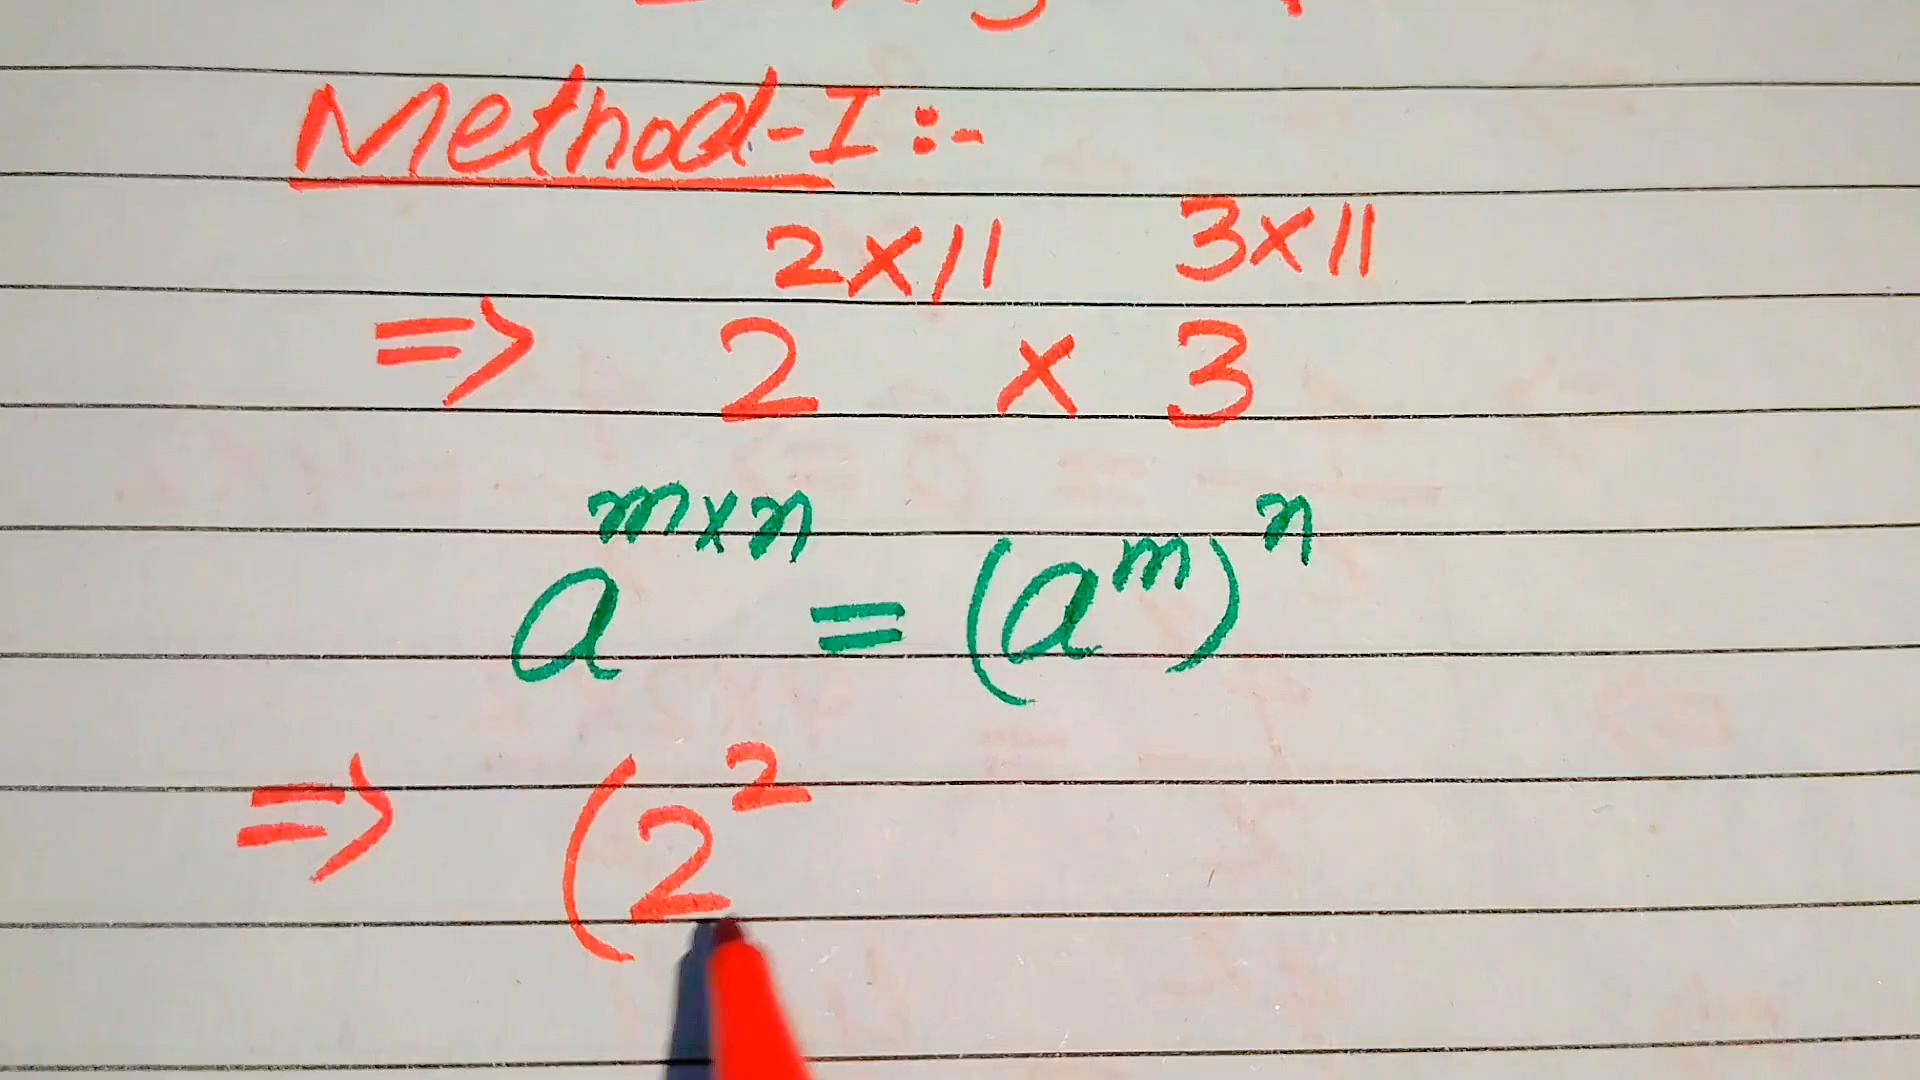 Method-I :-
=> 2^{2×11} × 3^{3×11}
a^{m×n} = (a^m)^n
=> (2^2